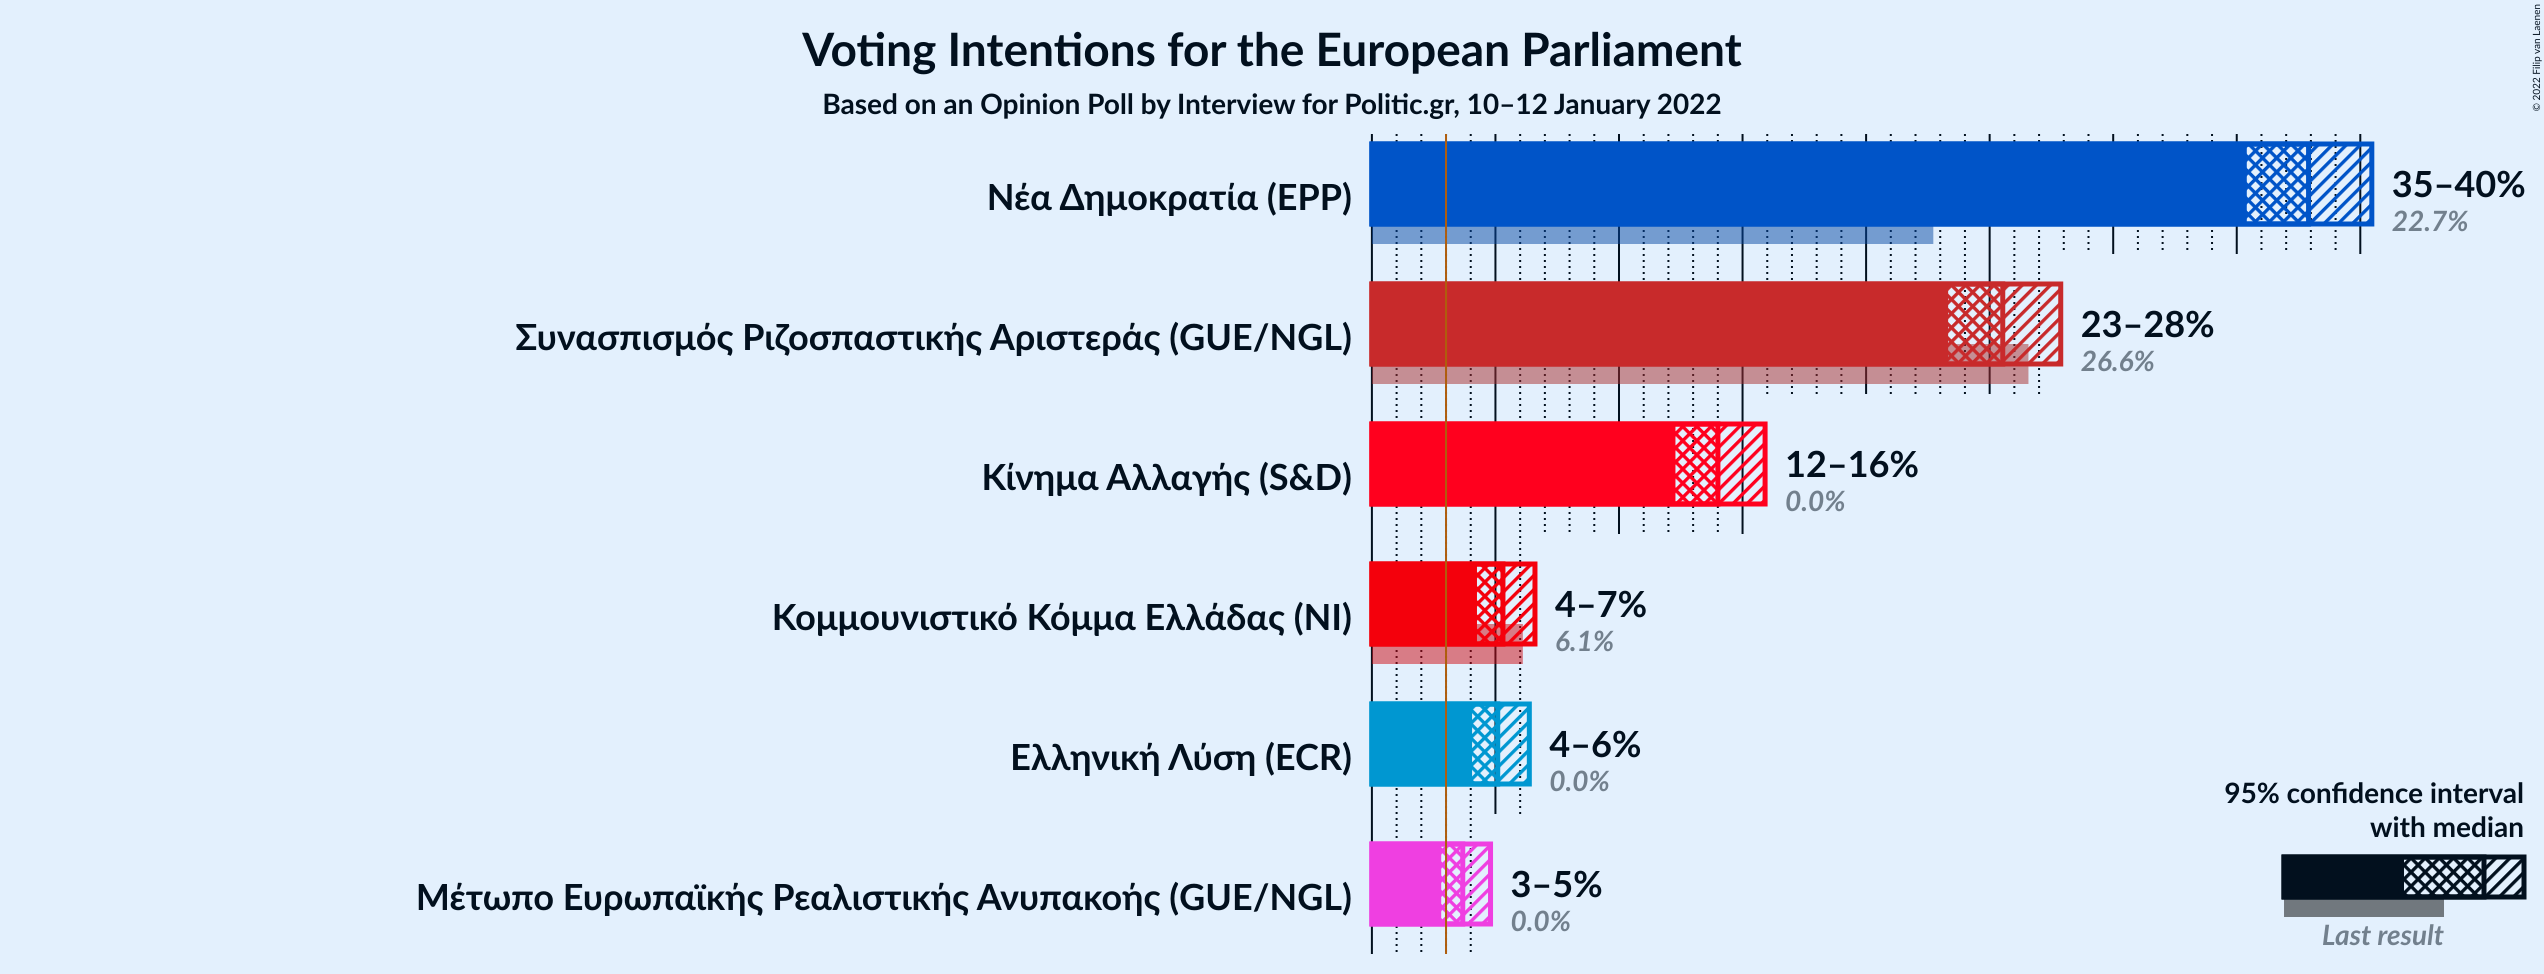 Voting Intentions for the European Parliament
Based on an Opinion Poll by Interview for Politic.gr, 10–12 January 2022
© 2022 Filip van Laenen
Νέα Δημοκρατία (EPP)
35–40%
22.7%
Συνασπισμός Ριζοσπαστικής Αριστεράς (GUE/NGL)
23–28%
26.6%
Κίνημα Αλλαγής (S&D)
12–16%
0.0%
Κομμουνιστικό Κόμμα Ελλάδας (NI)
4–7%
6.1%
Ελληνική Λύση (ECR)
4–6%
0.0%
Μέτωπο Ευρωπαϊκής Ρεαλιστικής Ανυπακοής (GUE/NGL)
3–5%
0.0%
95% confidence interval
with median
Last result